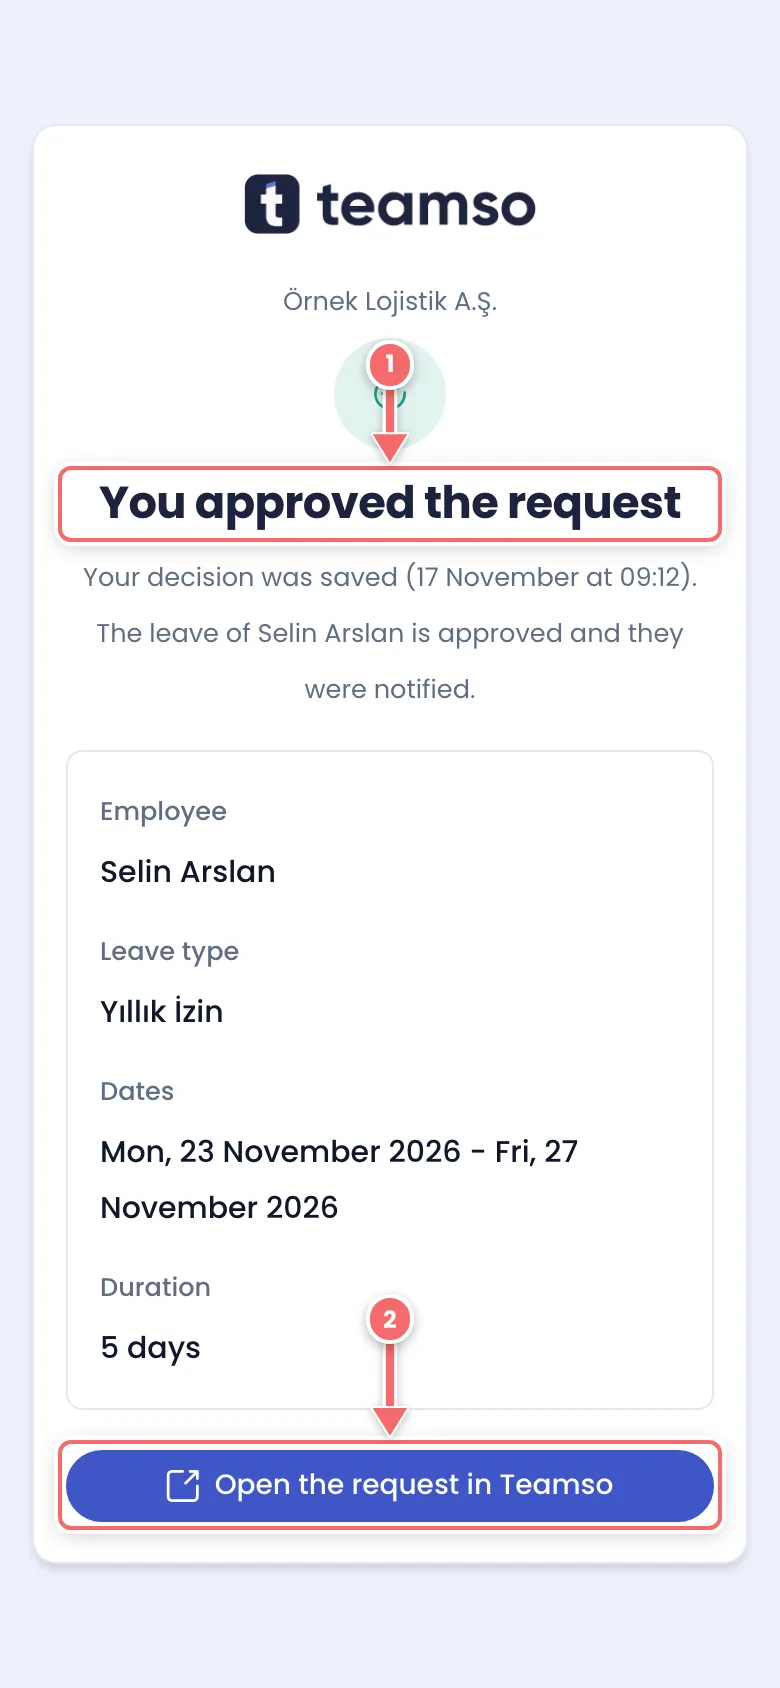 teamso
Örnek Lojistik A.Ş.
1
You approved the request
Your decision was saved (17 November at 09:12).
The leave of Selin Arslan is approved and they
were notified.
Employee
Selin Arslan
Leave type
Yıllık İzin
Dates
Mon, 23 November 2026 - Fri, 27
November 2026
Duration
5 days
2
Open the request in Teamso